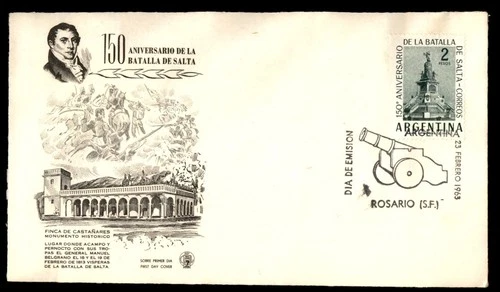 150 ANIVERSARIO DE LA
BATALLA DE SALTA
FINCA DE CASTAÑARES
MONUMENTO HISTORICO
LUGAR DONDE ACAMPO Y
PERNOCTO CON SUS TRO-
PAS EL GENERAL MANUEL
BELGRANO EL 18 Y EL 19 DE
FEBRERO DE 1813 VISPERAS
DE LA BATALLA DE SALTA
SOBRE PRIMER DIA
FIRST DAY COVER
150º ANIVERSARIO
DE LA BATALLA
DE SALTA-CORREOS
2
PESOS
ARGENTINA
ARGENTINA
DIA DE EMISION
23 FEBRERO 1963
ROSARIO (S.F.)